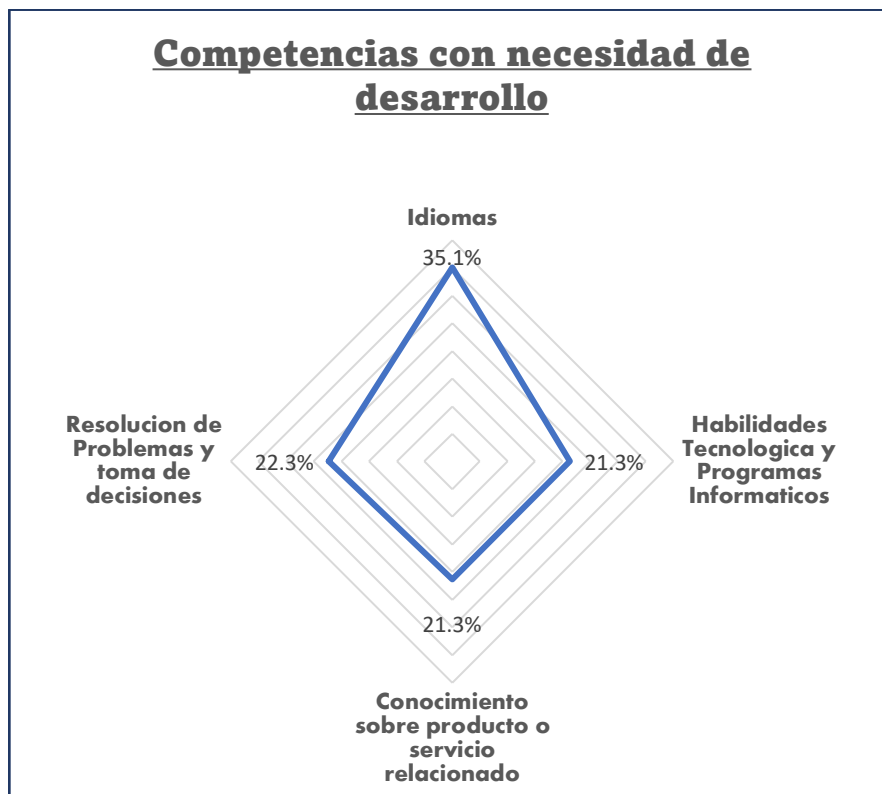 Competencias con necesidad de
desarrollo
Idiomas
35.1%
Resolucion de
Problemas y
toma de
decisiones
22.3%
21.3%
Habilidades
Tecnologica y
Programas
Informaticos
21.3%
Conocimiento
sobre producto o
servicio
relacionado